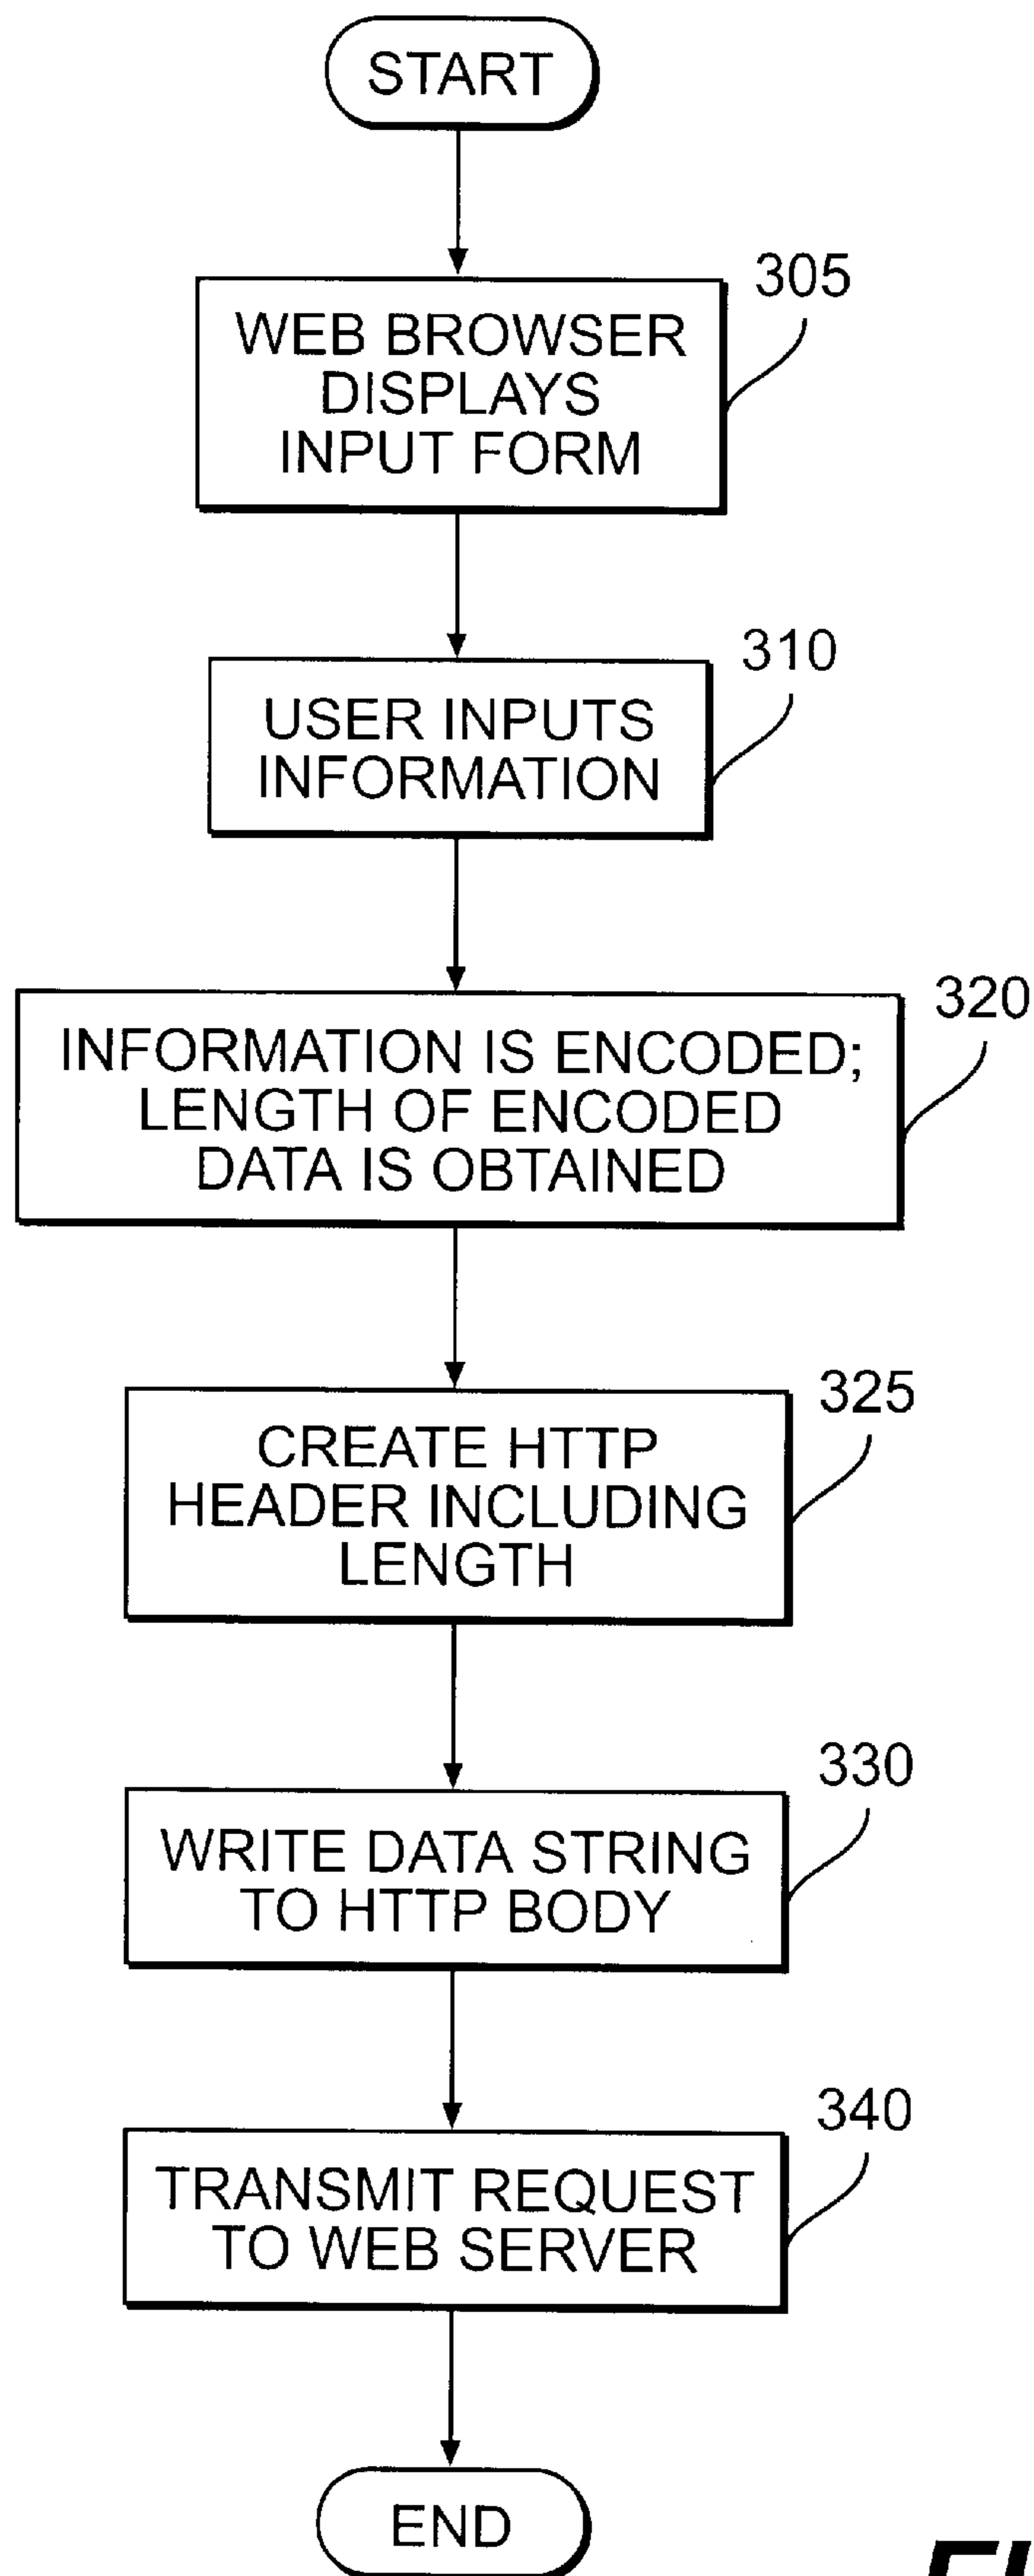 START
305
WEB BROWSER
DISPLAYS
INPUT FORM
310
USER INPUTS
INFORMATION
320
INFORMATION IS ENCODED;
LENGTH OF ENCODED
DATA IS OBTAINED
325
CREATE HTTP
HEADER INCLUDING
LENGTH
330
WRITE DATA STRING
TO HTTP BODY
340
TRANSMIT REQUEST
TO WEB SERVER
END